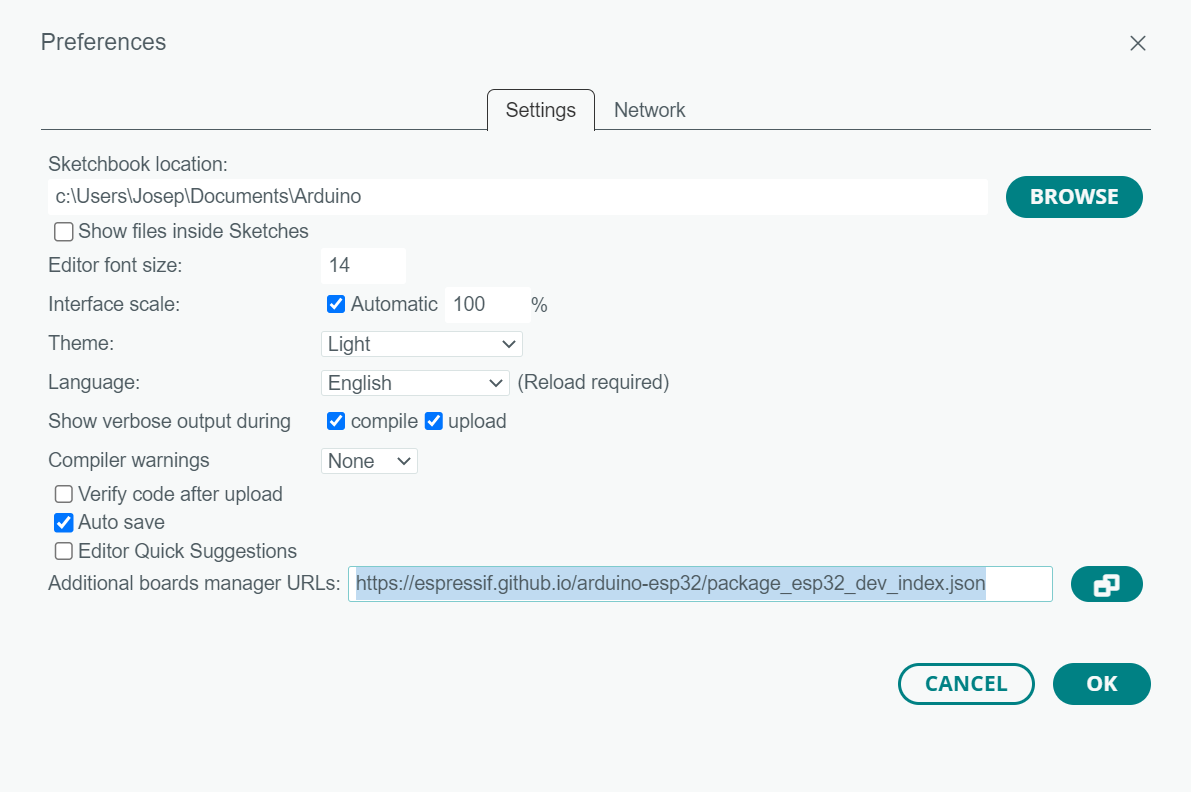 Preferences
Settings Network
Sketchbook location:
c:\Users\Josep\Documents\Arduino BROWSE
Show files inside Sketches
Editor font size: 14
Interface scale: Automatic 100 %
Theme: Light
Language: English (Reload required)
Show verbose output during compile upload
Compiler warnings None
Verify code after upload
Auto save
Editor Quick Suggestions
Additional boards manager URLs: https://espressif.github.io/arduino-esp32/package_esp32_dev_index.json
CANCEL OK